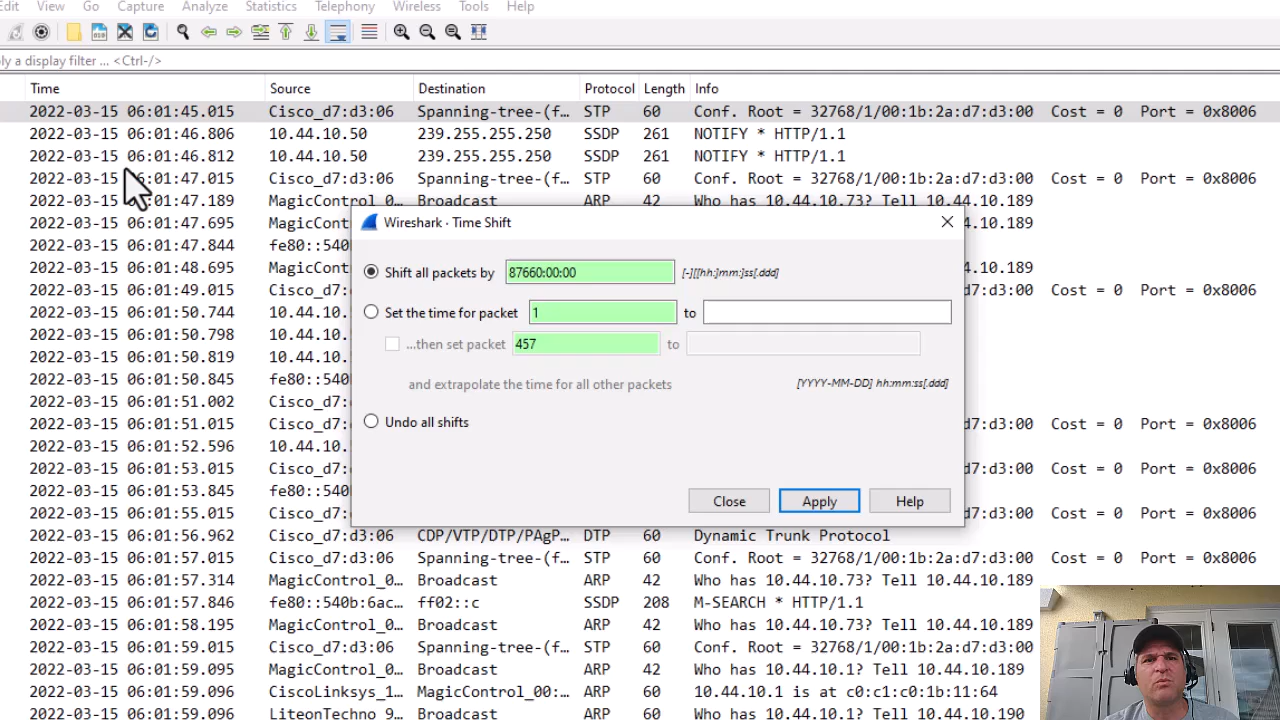 Edit View Go Capture Analyze Statistics Telephony Wireless Tools Help
ly a display filter ... <Ctrl-/>
Time Source Destination Protocol Length Info
2022-03-15 06:01:45.015 Cisco_d7:d3:06 Spanning-tree-(f… STP 60 Conf. Root = 32768/1/00:1b:2a:d7:d3:00 Cost = 0 Port = 0x8006
2022-03-15 06:01:46.806 10.44.10.50 239.255.255.250 SSDP 261 NOTIFY * HTTP/1.1
2022-03-15 06:01:46.812 10.44.10.50 239.255.255.250 SSDP 261 NOTIFY * HTTP/1.1
2022-03-15 06:01:47.015 Cisco_d7:d3:06 Spanning-tree-(f… STP 60 Conf. Root = 32768/1/00:1b:2a:d7:d3:00 Cost = 0 Port = 0x8006
2022-03-15 06:01:47.189 MagicControl_0… Broadcast ARP 42 Who has 10.44.10.73? Tell 10.44.10.189
2022-03-15 06:01:47.695 MagicCont .10.189
2022-03-15 06:01:47.844 fe80::540
2022-03-15 06:01:48.695 MagicCont .10.189
2022-03-15 06:01:49.015 Cisco_d7: d7:d3:00 Cost = 0 Port = 0x8006
2022-03-15 06:01:50.744 10.44.10.
2022-03-15 06:01:50.798 10.44.10.
2022-03-15 06:01:50.819 10.44.10.
2022-03-15 06:01:50.845 fe80::540
2022-03-15 06:01:51.002 Cisco_d7:
2022-03-15 06:01:51.015 Cisco_d7: d7:d3:00 Cost = 0 Port = 0x8006
2022-03-15 06:01:52.596 10.44.10.
2022-03-15 06:01:53.015 Cisco_d7: d7:d3:00 Cost = 0 Port = 0x8006
2022-03-15 06:01:53.845 fe80::540
2022-03-15 06:01:55.015 Cisco_d7: d7:d3:00 Cost = 0 Port = 0x8006
2022-03-15 06:01:56.962 Cisco_d7:d3:06 CDP/VTP/DTP/PAgP… DTP 60 Dynamic Trunk Protocol
2022-03-15 06:01:57.015 Cisco_d7:d3:06 Spanning-tree-(f… STP 60 Conf. Root = 32768/1/00:1b:2a:d7:d3:00 Cost = 0 Port = 0x8006
2022-03-15 06:01:57.314 MagicControl_0… Broadcast ARP 42 Who has 10.44.10.73? Tell 10.44.10.189
2022-03-15 06:01:57.846 fe80::540b:6ac… ff02::c SSDP 208 M-SEARCH * HTTP/1.1
2022-03-15 06:01:58.195 MagicControl_0… Broadcast ARP 42 Who has 10.44.10.73? Tell 10.44.10.189
2022-03-15 06:01:59.015 Cisco_d7:d3:06 Spanning-tree-(f… STP 60 Conf. Root = 32768/1/00:1b:2a:d7:d3:00
2022-03-15 06:01:59.095 MagicControl_0… Broadcast ARP 42 Who has 10.44.10.1? Tell 10.44.10.189
2022-03-15 06:01:59.096 CiscoLinksys_1… MagicControl_00:… ARP 60 10.44.10.1 is at c0:c1:c0:1b:11:64
2022-03-15 06:01:59.096 LiteonTechno_9… Broadcast ARP 60 Who has 10.44.10.1? Tell 10.44.10.190
Wireshark · Time Shift
Shift all packets by 87660:00:00 [-][[hh:]mm:]ss[.ddd]
Set the time for packet 1 to
...then set packet 457 to
and extrapolate the time for all other packets [YYYY-MM-DD] hh:mm:ss[.ddd]
Undo all shifts
Close Apply Help